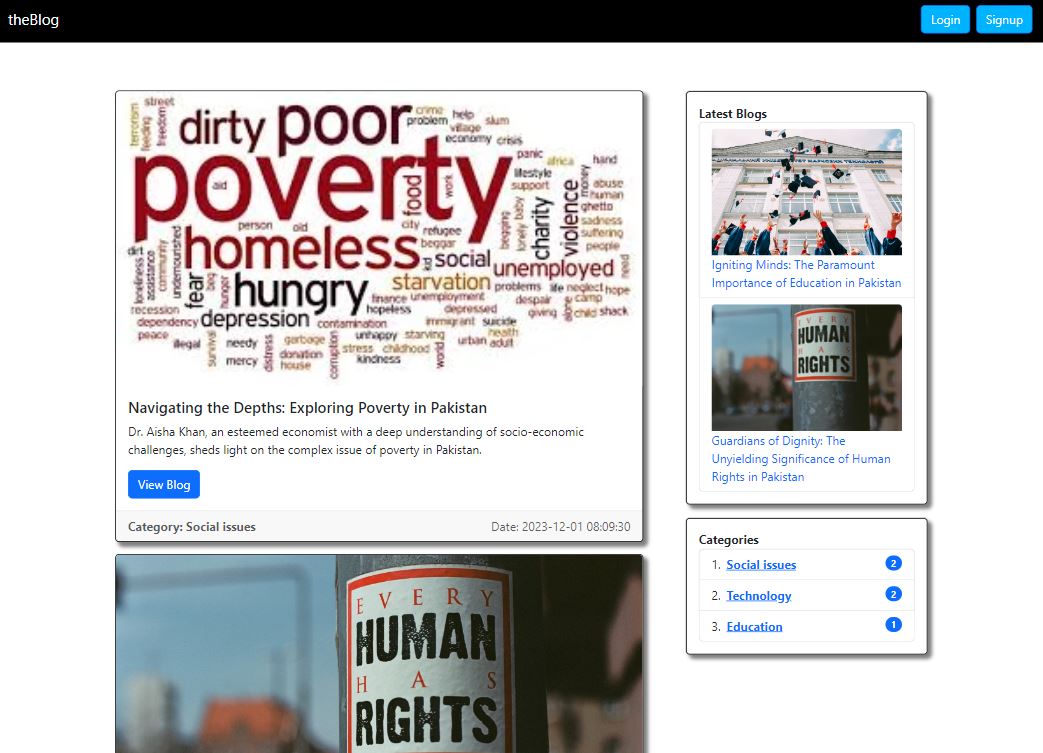 theBlog
Login
Signup
street
terrorism
feeding
freedom
dirty
poor
crime
problem
help
village
slum
economy
crisis
poverty
aid
panic
africa
hand
lifestyle
support
food
work
city
charity
violence
money
abuse
human
ghetto
sadness
suffering
people
begging
lonely
baby
person
old
refugee
beggar
homeless
kid
social
unemployed
need
dirt
loneliness
assistance
community
undernourished
fear
beg
hunger
hungry
starvation
problems
life
neglect
hope
finance
unemployment
despair
camp
recession
hopeless
depressed
giving
alone
child
shack
dependency
depression
contamination
immigrant
suicide
peace
illegal
survival
needy
garbage
unhappy
starving
health
urban
adult
mercy
distress
donation
house
corruption
stress
childhood
kindness
world
Navigating the Depths: Exploring Poverty in Pakistan
Dr. Aisha Khan, an esteemed economist with a deep understanding of socio-economic
challenges, sheds light on the complex issue of poverty in Pakistan.
View Blog
Category: Social issues
Date: 2023-12-01 08:09:30
EVERY
HUMAN
HAS
RIGHTS
Latest Blogs
Igniting Minds: The Paramount
Importance of Education in Pakistan
EVERY
HUMAN
HAS
RIGHTS
Guardians of Dignity: The
Unyielding Significance of Human
Rights in Pakistan
Categories
1. Social issues 2
2. Technology 2
3. Education 1